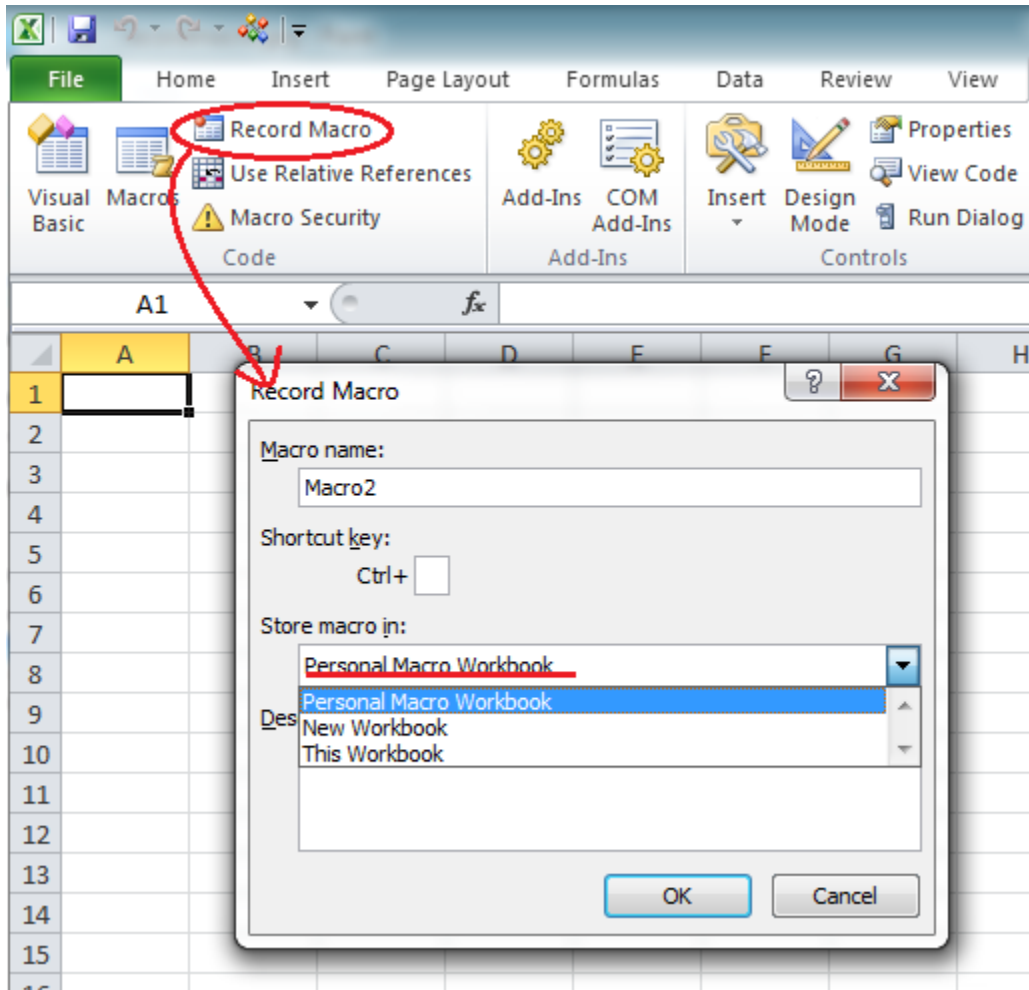 File Home Insert Page Layout Formulas Data Review View
Record Macro
Use Relative References
Macro Security
Visual Basic
Macros
Code
Add-Ins
COM Add-Ins
Add-Ins
Insert
Design Mode
Properties
View Code
Run Dialog
Controls
A1 fx
A B C D E F G H
1
2
3
4
5
6
7
8
9
10
11
12
13
14
15
16
Record Macro ? X
Macro name:
Macro2
Shortcut key:
Ctrl+
Store macro in:
Personal Macro Workbook
Personal Macro Workbook
New Workbook
This Workbook
Des
OK Cancel